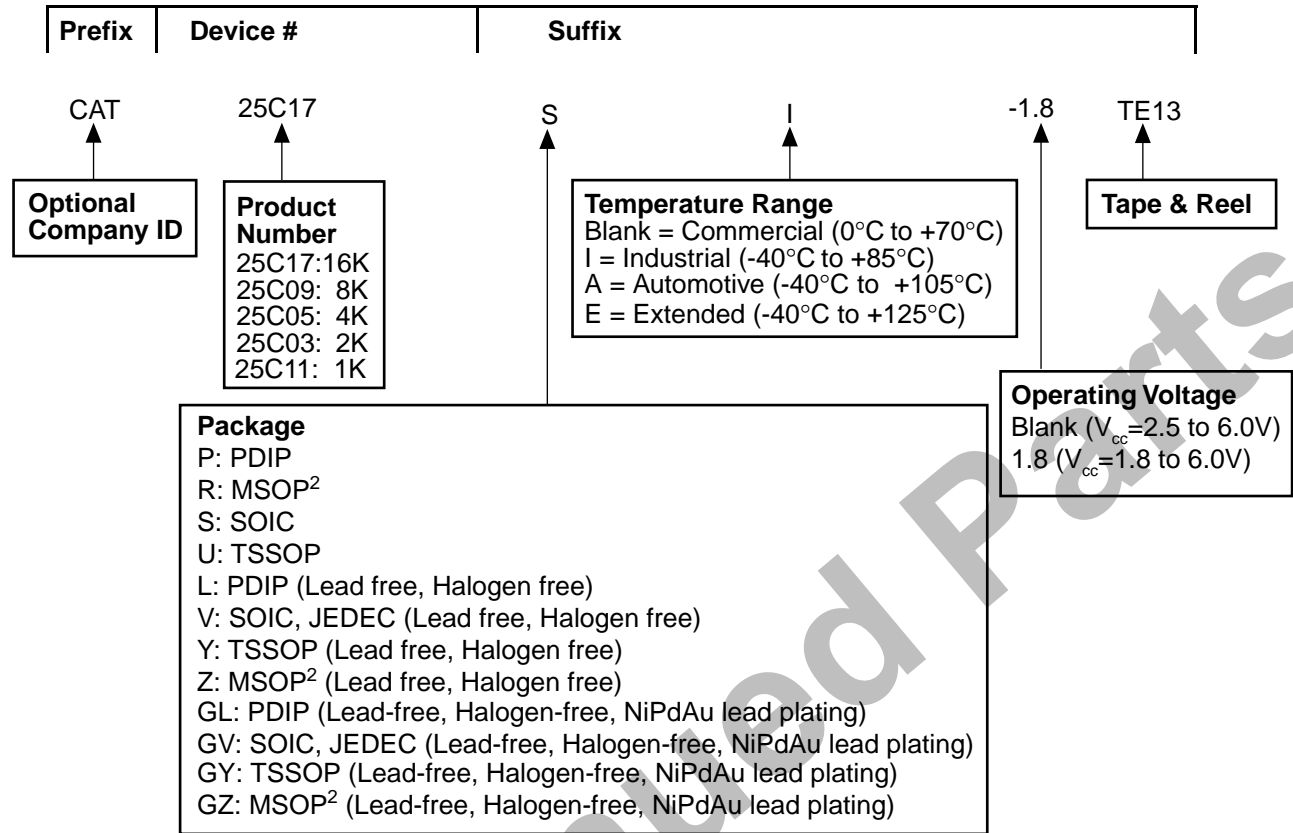 Prefix Device # Suffix
CAT 25C17 S I -1.8 TE13
Optional
Company ID
Product
Number
25C17:16K
25C09: 8K
25C05: 4K
25C03: 2K
25C11: 1K
Temperature Range
Blank = Commercial (0°C to +70°C)
I = Industrial (-40°C to +85°C)
A = Automotive (-40°C to +105°C)
E = Extended (-40°C to +125°C)
Tape & Reel
Operating Voltage
Blank (Vcc=2.5 to 6.0V)
1.8 (Vcc=1.8 to 6.0V)
Package
P: PDIP
R: MSOP²
S: SOIC
U: TSSOP
L: PDIP (Lead free, Halogen free)
V: SOIC, JEDEC (Lead free, Halogen free)
Y: TSSOP (Lead free, Halogen free)
Z: MSOP² (Lead free, Halogen free)
GL: PDIP (Lead-free, Halogen-free, NiPdAu lead plating)
GV: SOIC, JEDEC (Lead-free, Halogen-free, NiPdAu lead plating)
GY: TSSOP (Lead-free, Halogen-free, NiPdAu lead plating)
GZ: MSOP² (Lead-free, Halogen-free, NiPdAu lead plating)
ued Parts